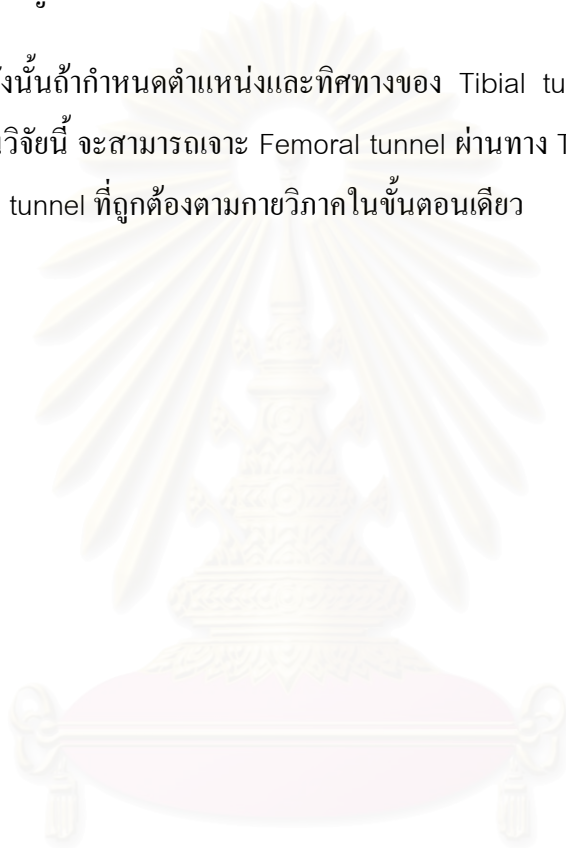 งนั้นถ้ากำหนดตำแหน่งและทิศทางของ Tibial tu
วิจัยนี้ จะสามารถเจาะ Femoral tunnel ผ่านทาง T
tunnel ที่ถูกต้องตามกายวิภาคในขั้นตอนเดียว